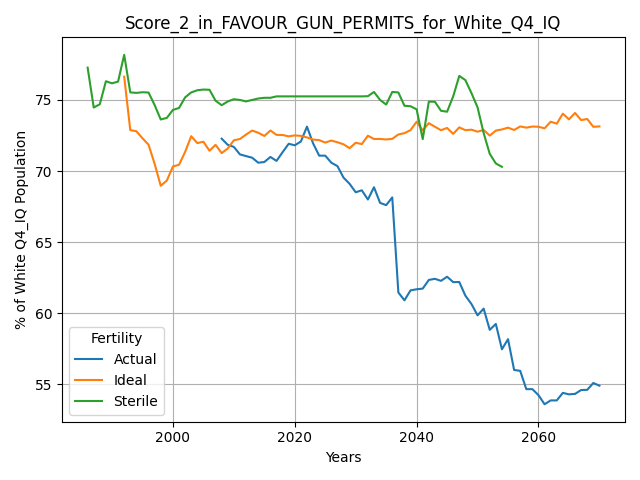 Score_2_in_FAVOUR_GUN_PERMITS_for_White_Q4_IQ
% of White Q4_IQ Population
75
70
65
60
55
Fertility
Actual
Ideal
Sterile
2000
2020
2040
2060
Years